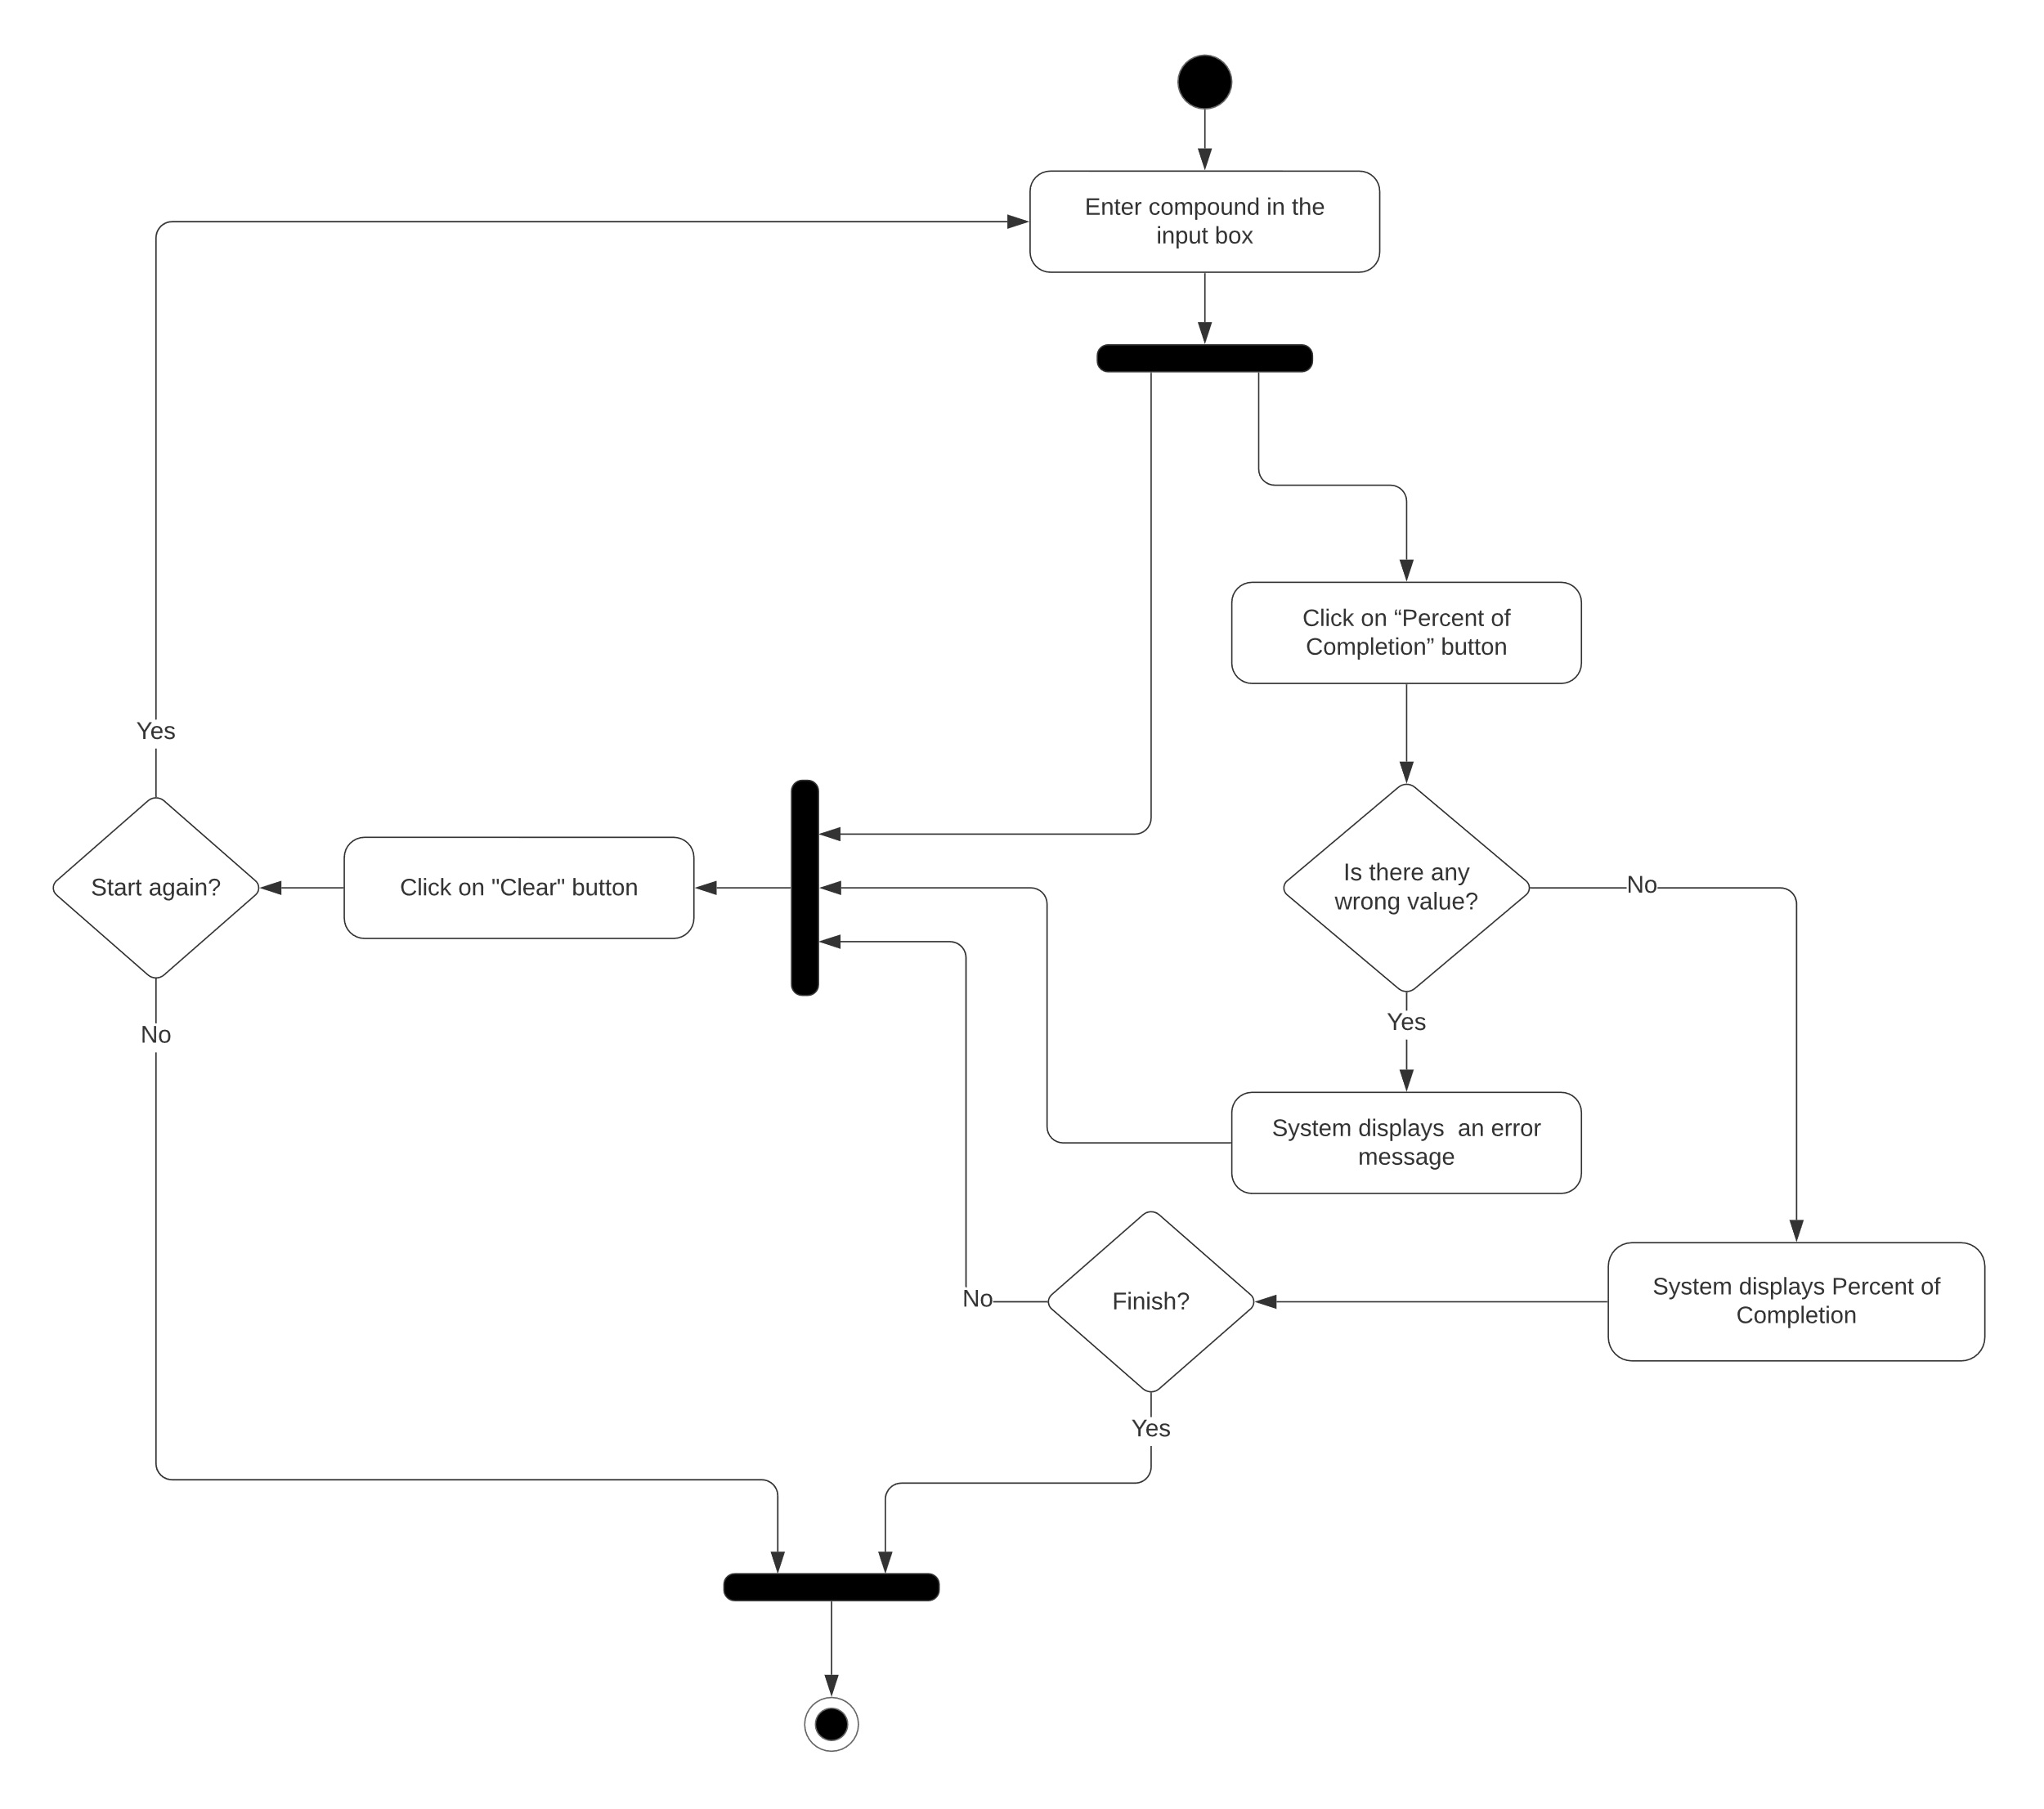 Enter compound in the
input box
Click on “Percent of
Completion” button
Yes
Start again?
Click on "Clear" button
Is there any
wrong value?
No
Yes
No
System displays  an error
message
System displays Percent of
Completion
Finish?
No
Yes